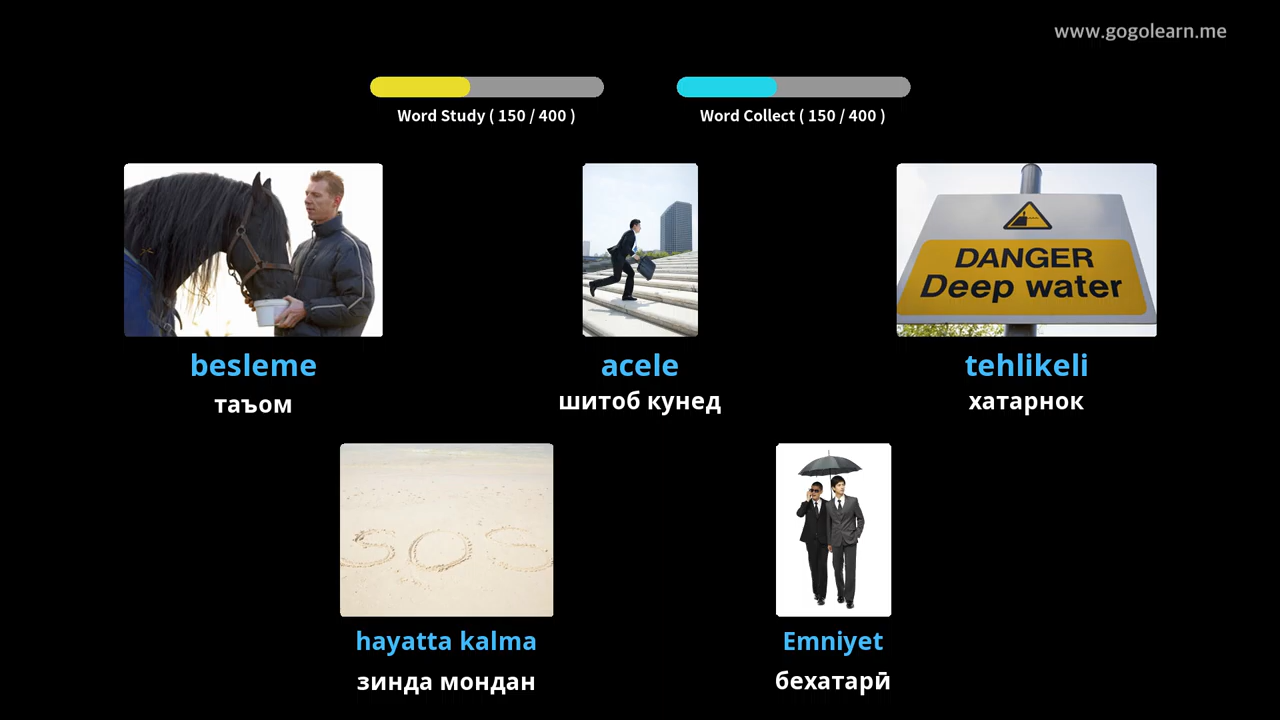 www.gogolearn.me
Word Study ( 150 / 400 )
Word Collect ( 150 / 400 )
DANGER
Deep water
besleme
acele
tehlikeli
таъом
шитоб кунед
хатарнок
SOS
hayatta kalma
Emniyet
зинда мондан
бехатарӣ